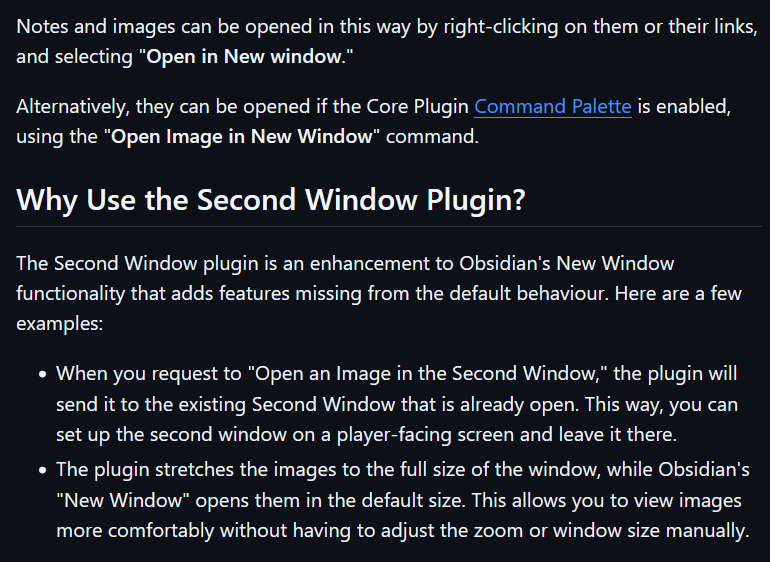 Notes and images can be opened in this way by right-clicking on them or their links,
and selecting "Open in New window."
Alternatively, they can be opened if the Core Plugin Command Palette is enabled,
using the "Open Image in New Window" command.
Why Use the Second Window Plugin?
The Second Window plugin is an enhancement to Obsidian's New Window
functionality that adds features missing from the default behaviour. Here are a few
examples:
• When you request to "Open an Image in the Second Window," the plugin will
send it to the existing Second Window that is already open. This way, you can
set up the second window on a player-facing screen and leave it there.
• The plugin stretches the images to the full size of the window, while Obsidian's
"New Window" opens them in the default size. This allows you to view images
more comfortably without having to adjust the zoom or window size manually.